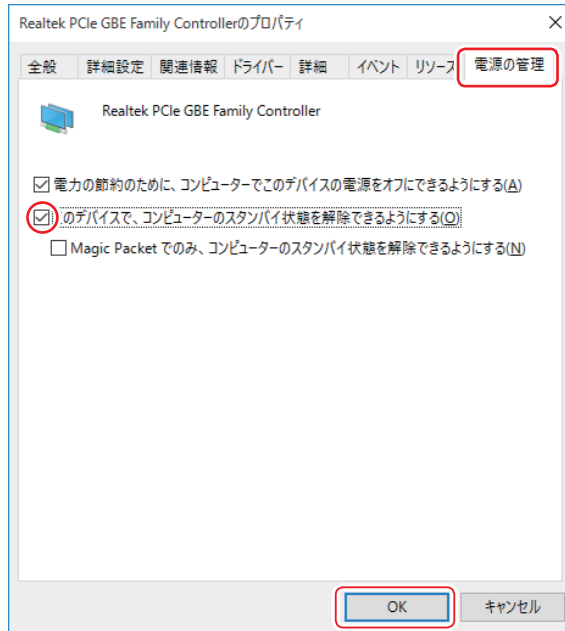 Realtek PCIe GBE Family Controllerのプロパティ
全般 詳細設定 関連情報 ドライバー 詳細 イベント リソース 電源の管理
Realtek PCIe GBE Family Controller
電力の節約のために、コンピューターでこのデバイスの電源をオフにできるようにする(A)
のデバイスで、コンピューターのスタンバイ状態を解除できるようにする(O)
Magic Packet でのみ、コンピューターのスタンバイ状態を解除できるようにする(N)
OK キャンセル